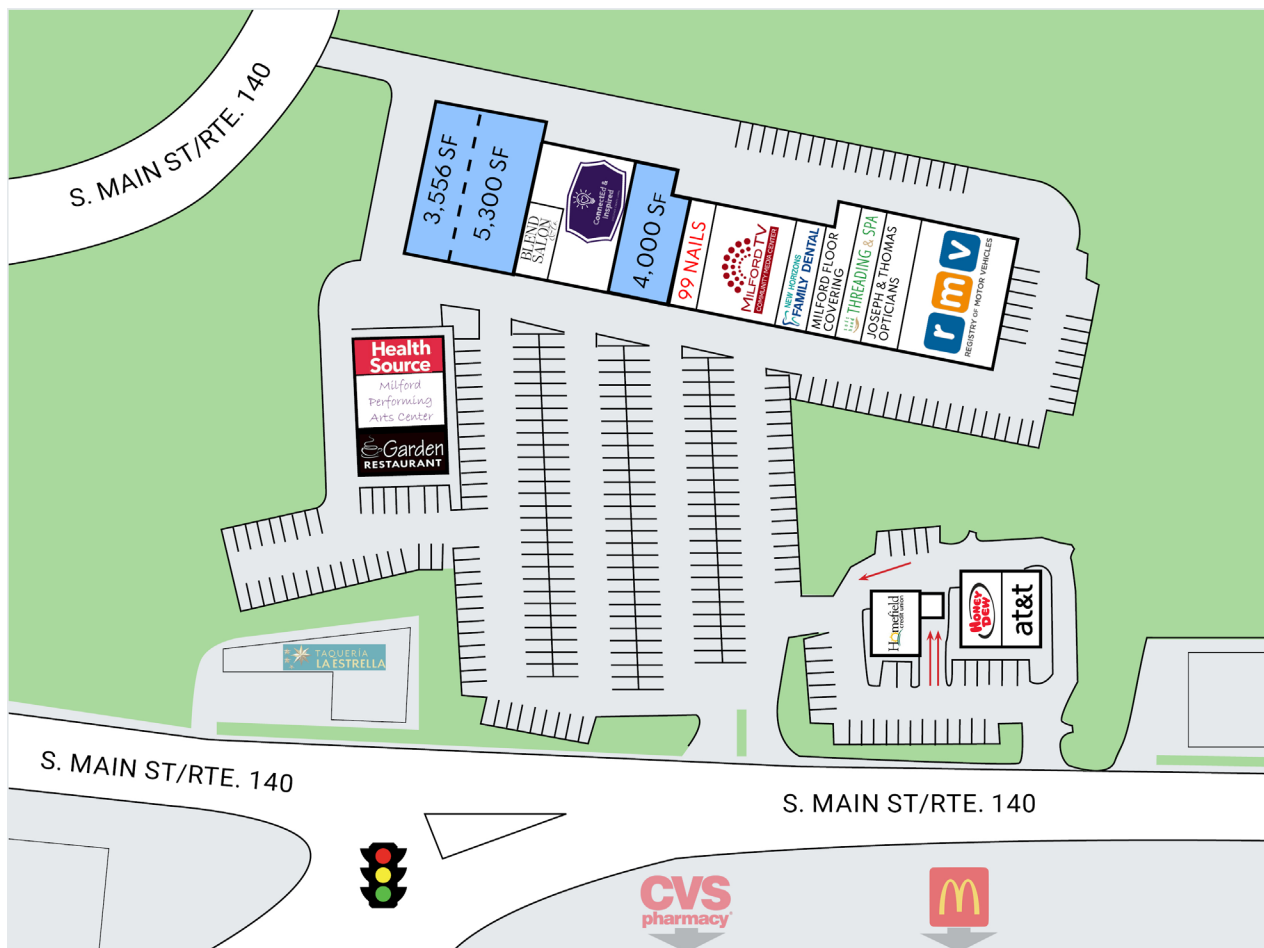 S. MAIN ST/RTE. 140
3,556 SF
5,300 SF
BLEND
SALON
ConnectEd &
Inspired
4,000 SF
99 NAILS
MILFORD TV
COMMUNITY MEDIA CENTER
NEW HORIZONS
FAMILY DENTAL
MILFORD FLOOR
COVERING
THREADING & SPA
JOSEPH & THOMAS
OPTICIANS
rmv
REGISTRY OF MOTOR VEHICLES
Health
Source
Milford
Performing
Arts Center
Garden
RESTAURANT
Homefield
credit union
HONEY
DEW
at&t
TAQUERÍA
LA ESTRELLA
S. MAIN ST/RTE. 140
S. MAIN ST/RTE. 140
CVS
pharmacy
M